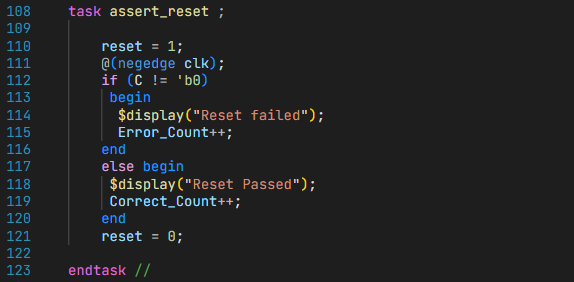 108 task assert_reset ;
109
110 reset = 1;
111 @(negedge clk);
112 if (C != 'b0)
113 begin
114 $display("Reset failed");
115 Error_Count++;
116 end
117 else begin
118 $display("Reset Passed");
119 Correct_Count++;
120 end
121 reset = 0;
122
123 endtask //